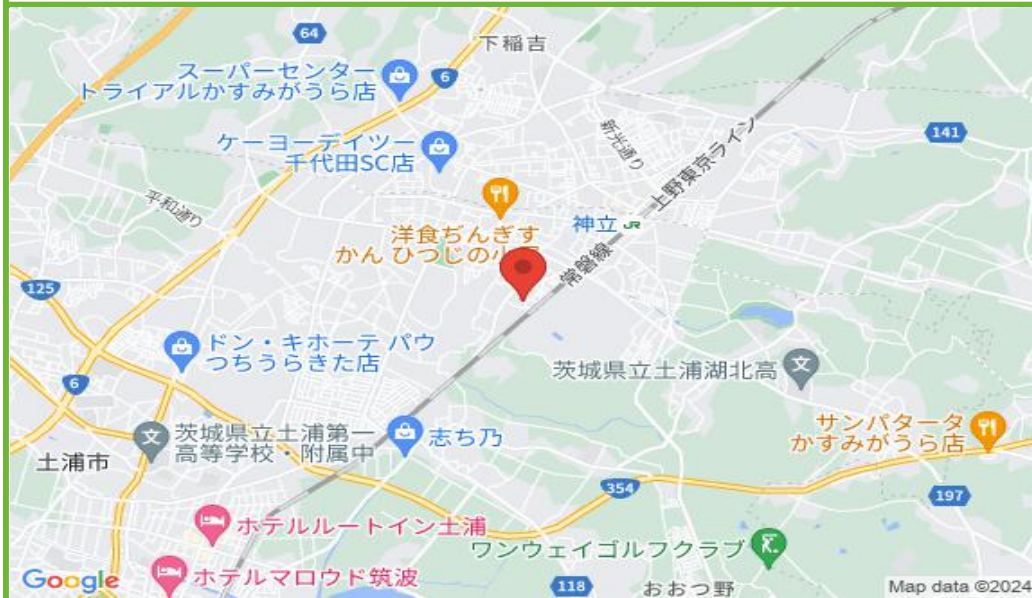 64
下稲吉
スーパーセンター
トライアルかすみがうら店
6
141
ケーヨーデイツー
千代田SC店
新光通り
上野東京ライン
平和通り
神立 JR
洋食ぢんぎす
かん ひつじの小
常磐線
125
ドン・キホーテ パウ
つちうらきた店
6
茨城県立土浦湖北高
サンパタータ
かすみがうら店
茨城県立土浦第一
高等学校・附属中
志ち乃
土浦市
354
197
ホテルルートイン土浦
ワンウェイゴルフクラブ
Google
ホテルマロウド筑波
118
おおつ野
Map data ©2024